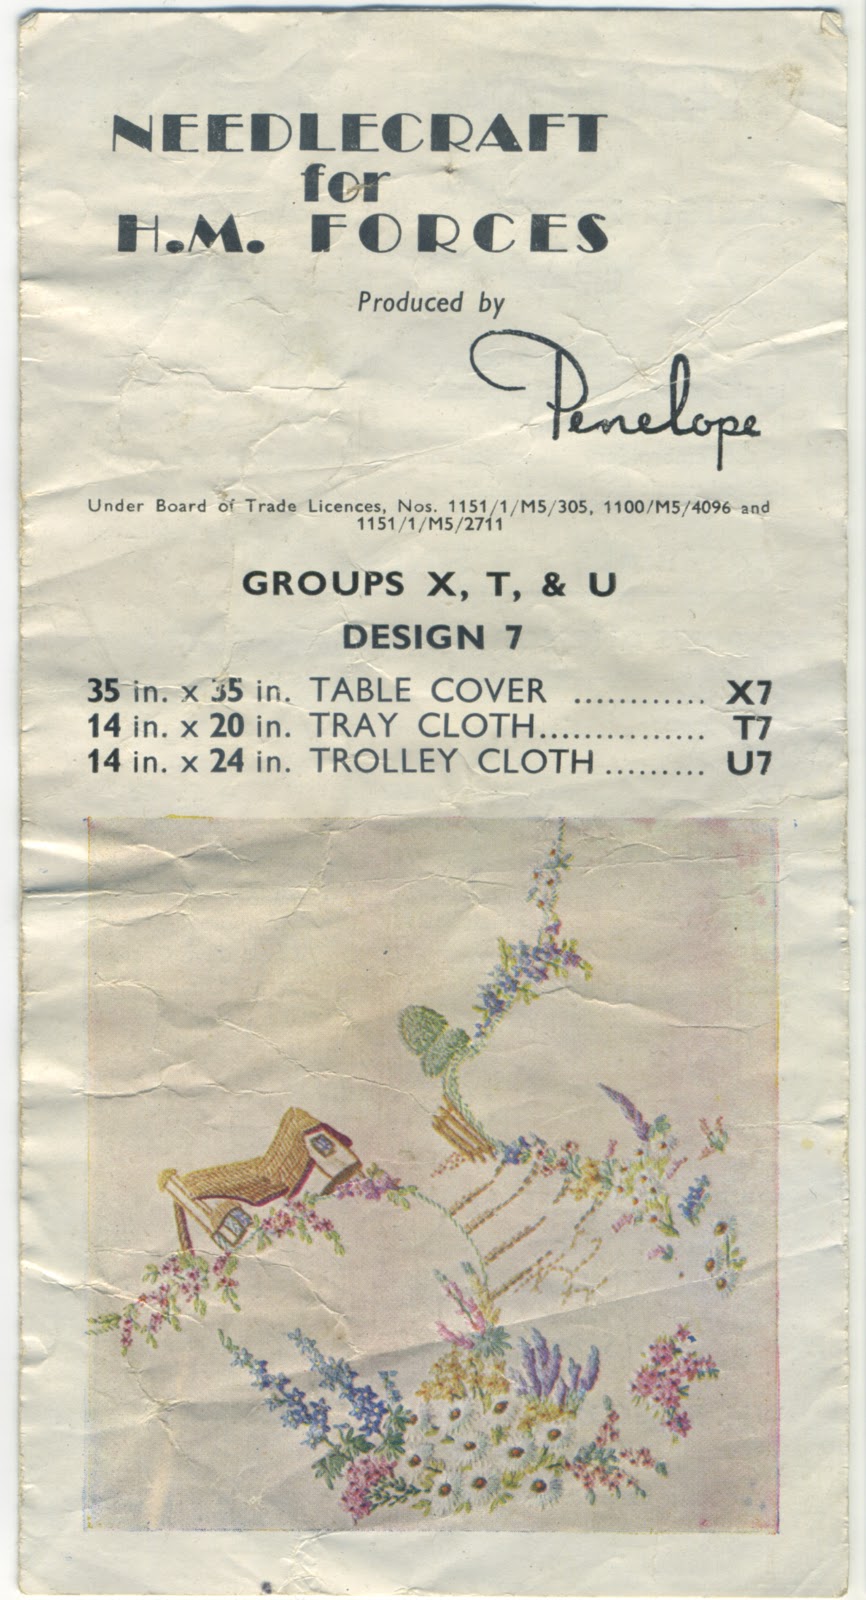 NEEDLECRAFT
for
H.M. FORCES
Produced by
Penelope
Under Board of Trade Licences, Nos. 1151/1/M5/305, 1100/M5/4096 and
1151/1/M5/2711
GROUPS X, T, & U
DESIGN 7
35 in. x 35 in. TABLE COVER ............ X7
14 in. x 20 in. TRAY CLOTH............... T7
14 in. x 24 in. TROLLEY CLOTH ......... U7